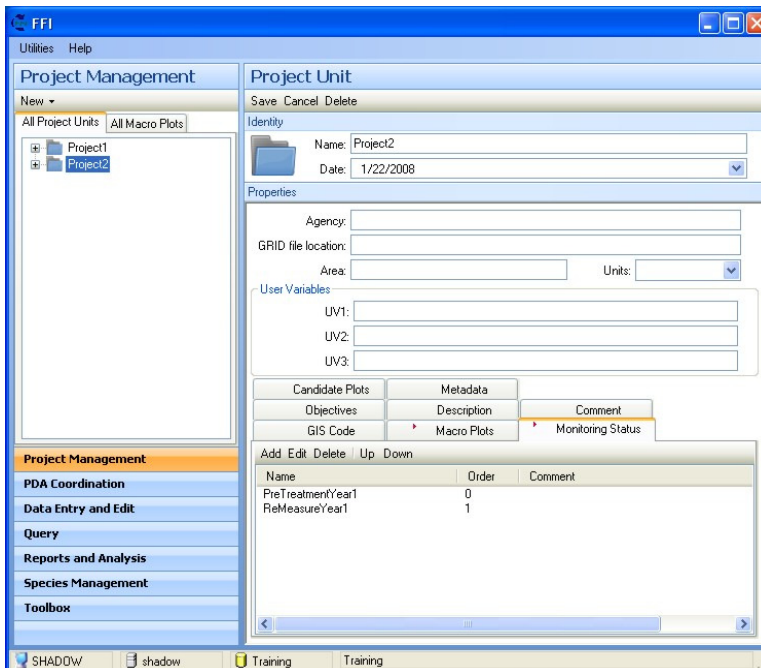 FFI
Utilities Help
Project Management
New
All Project Units All Macro Plots
Project1
Project2
Project Management
PDA Coordination
Data Entry and Edit
Query
Reports and Analysis
Species Management
Toolbox
Project Unit
Save Cancel Delete
Identity
Name: Project2
Date: 1/22/2008
Properties
Agency:
GRID file location:
Area: Units:
User Variables
UV1:
UV2:
UV3:
Candidate Plots Metadata
Objectives Description Comment
GIS Code Macro Plots Monitoring Status
Add Edit Delete Up Down
Name Order Comment
PreTreatmentYear1 0
ReMeasureYear1 1
SHADOW shadow Training Training